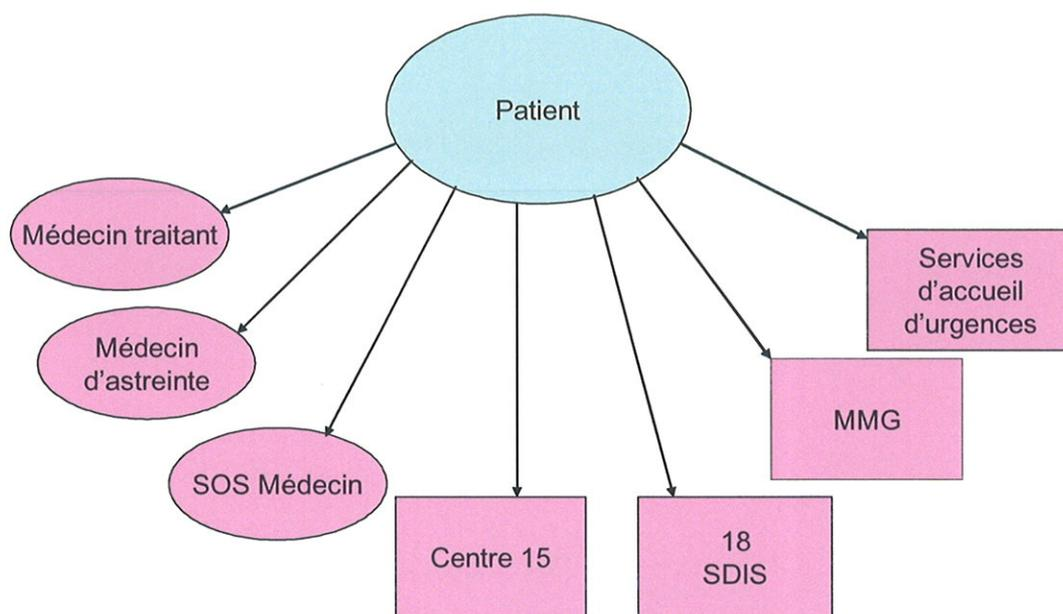 Patient
Médecin traitant
Médecin
d'astreinte
SOS Médecin
Centre 15
18
SDIS
MMG
Services
d'accueil
d'urgences